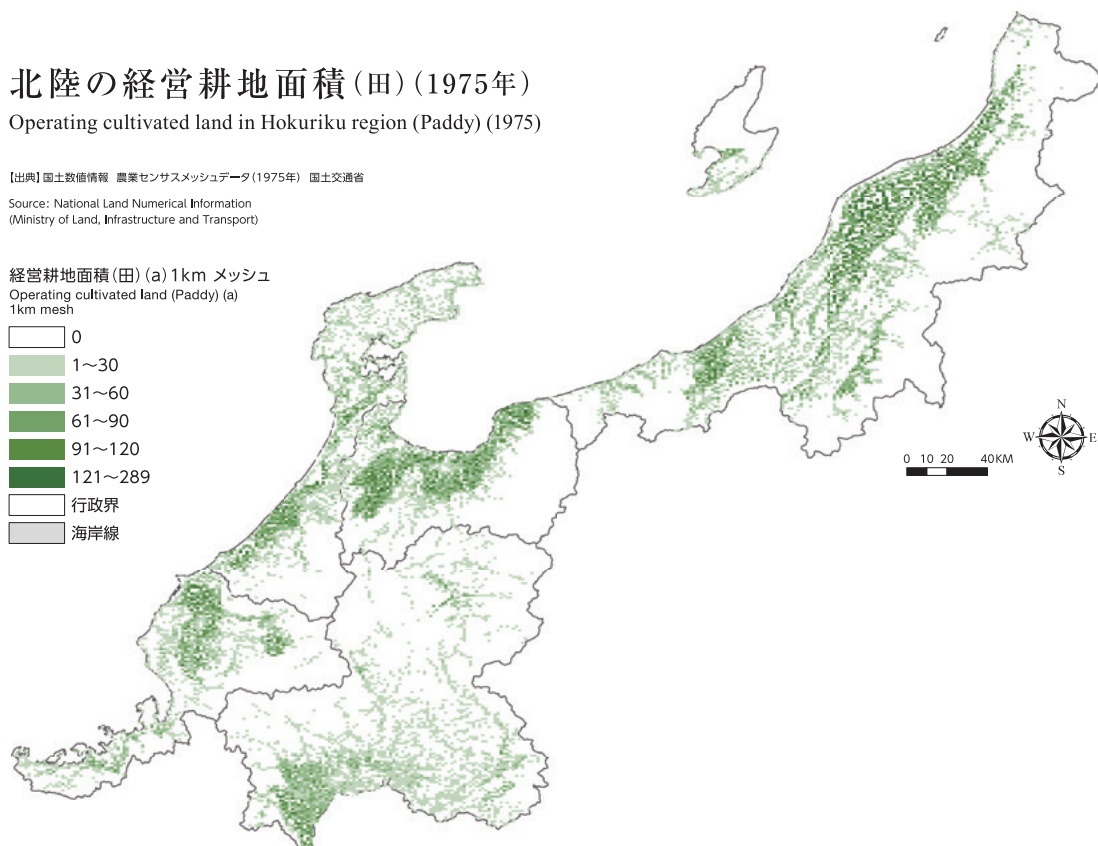 北陸の経営耕地面積(田)(1975年)
Operating cultivated land in Hokuriku region (Paddy) (1975)
【出典】国土数値情報 農業センサスメッシュデータ(1975年) 国土交通省
Source: National Land Numerical Information
(Ministry of Land, Infrastructure and Transport)
経営耕地面積(田)(a)1km メッシュ
Operating cultivated land (Paddy) (a)
1km mesh
0
1～30
31～60
61～90
91～120
121～289
行政界
海岸線
N
W E
S
0 10 20 40KM